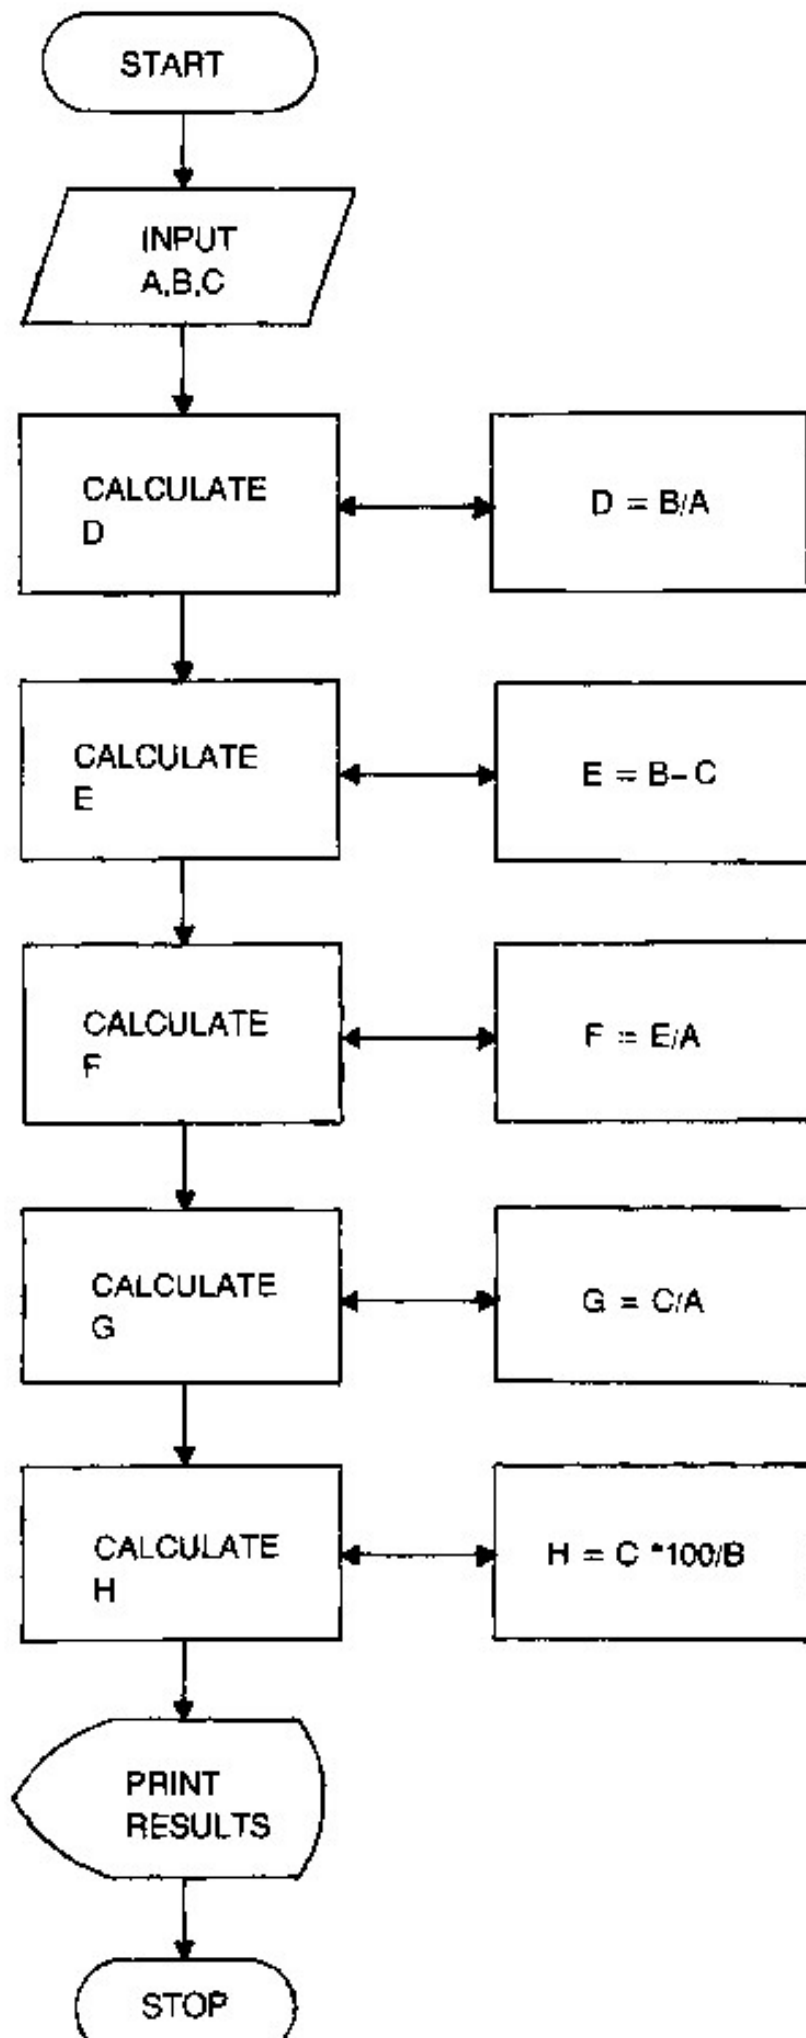 START
INPUT
A,B,C
CALCULATE
D
D = B/A
CALCULATE
E
E = B-C
CALCULATE
F
F = E/A
CALCULATE
G
G = C/A
CALCULATE
H
H = C *100/B
PRINT
RESULTS
STOP